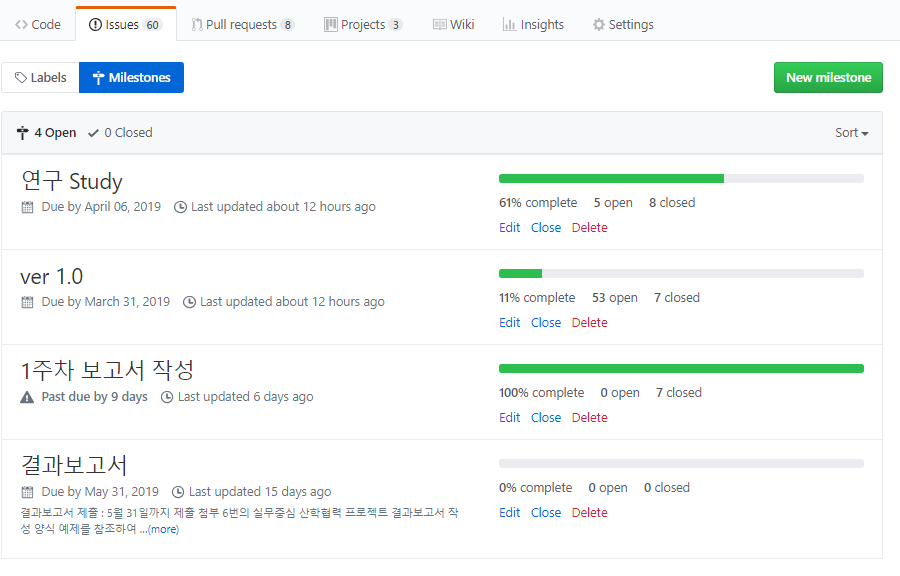 Code Issues 60 Pull requests 8 Projects 3 Wiki Insights Settings
Labels Milestones New milestone
4 Open 0 Closed Sort
연구 Study
Due by April 06, 2019 Last updated about 12 hours ago
61% complete 5 open 8 closed
Edit Close Delete
ver 1.0
Due by March 31, 2019 Last updated about 12 hours ago
11% complete 53 open 7 closed
Edit Close Delete
1주차 보고서 작성
Past due by 9 days Last updated 6 days ago
100% complete 0 open 7 closed
Edit Close Delete
결과보고서
Due by May 31, 2019 Last updated 15 days ago
결과보고서 제출 : 5월 31일까지 제출 첨부 6번의 실무중심 산학협력 프로젝트 결과보고서 작
성 양식 예제를 참조하여 ...(more)
0% complete 0 open 0 closed
Edit Close Delete